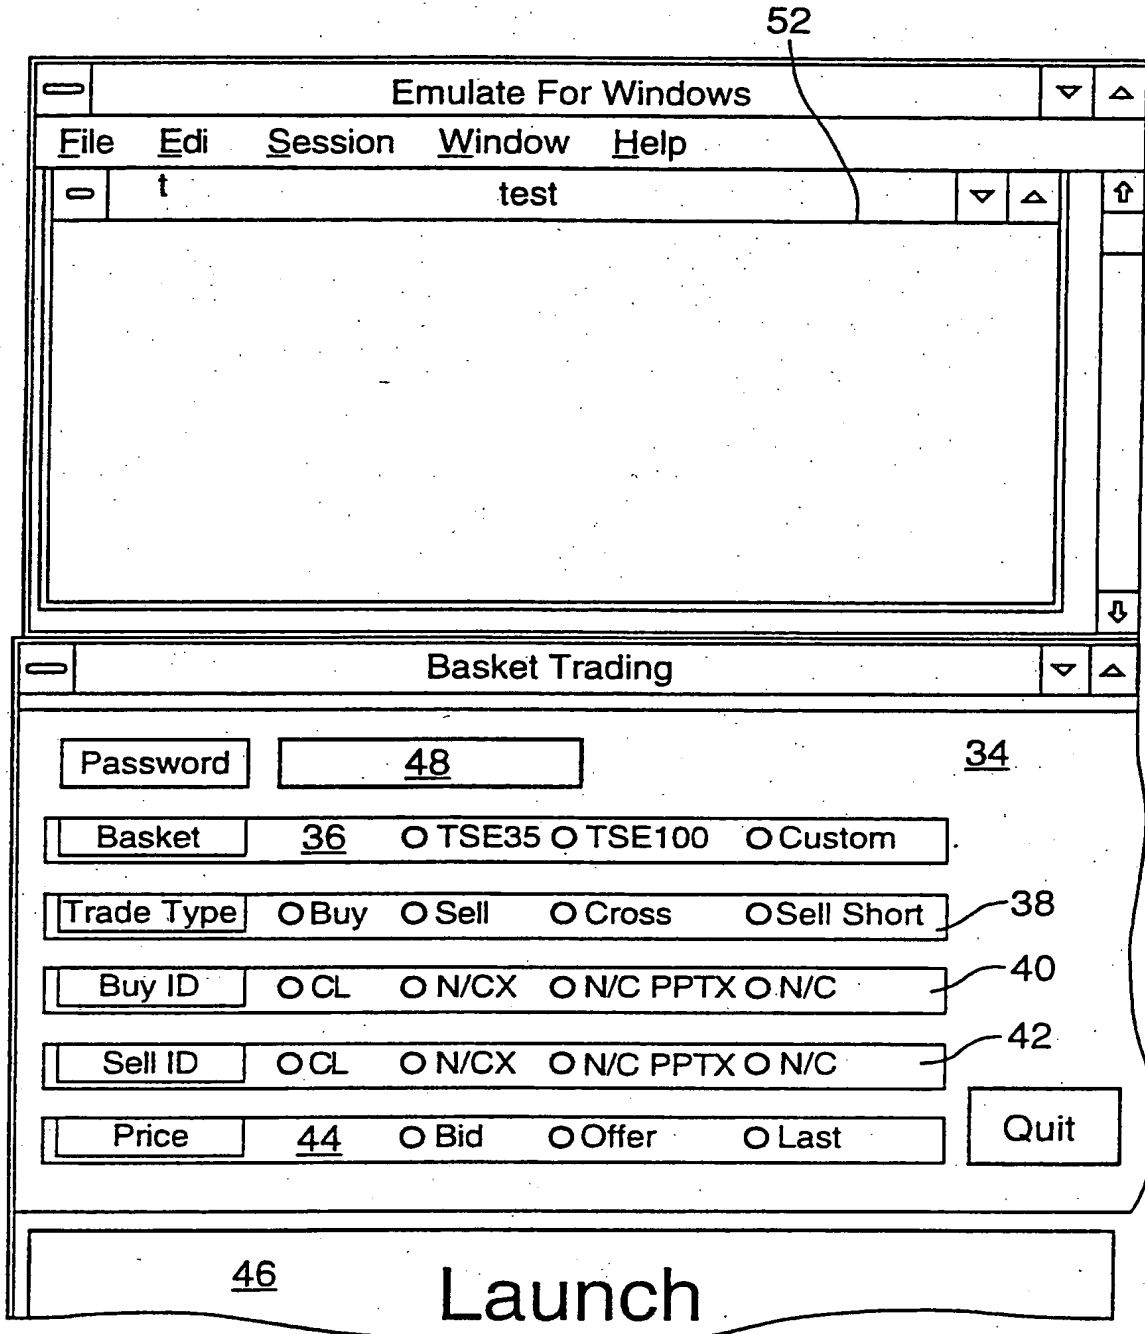 52
Emulate For Windows
File Edi Session Window Help
t
test
Basket Trading
Password 48 34
Basket 36 TSE35 TSE100 Custom
Trade Type Buy Sell Cross Sell Short 38
Buy ID CL N/CX N/C PPTX N/C 40
Sell ID CL N/CX N/C PPTX N/C 42
Price 44 Bid Offer Last Quit
46 Launch